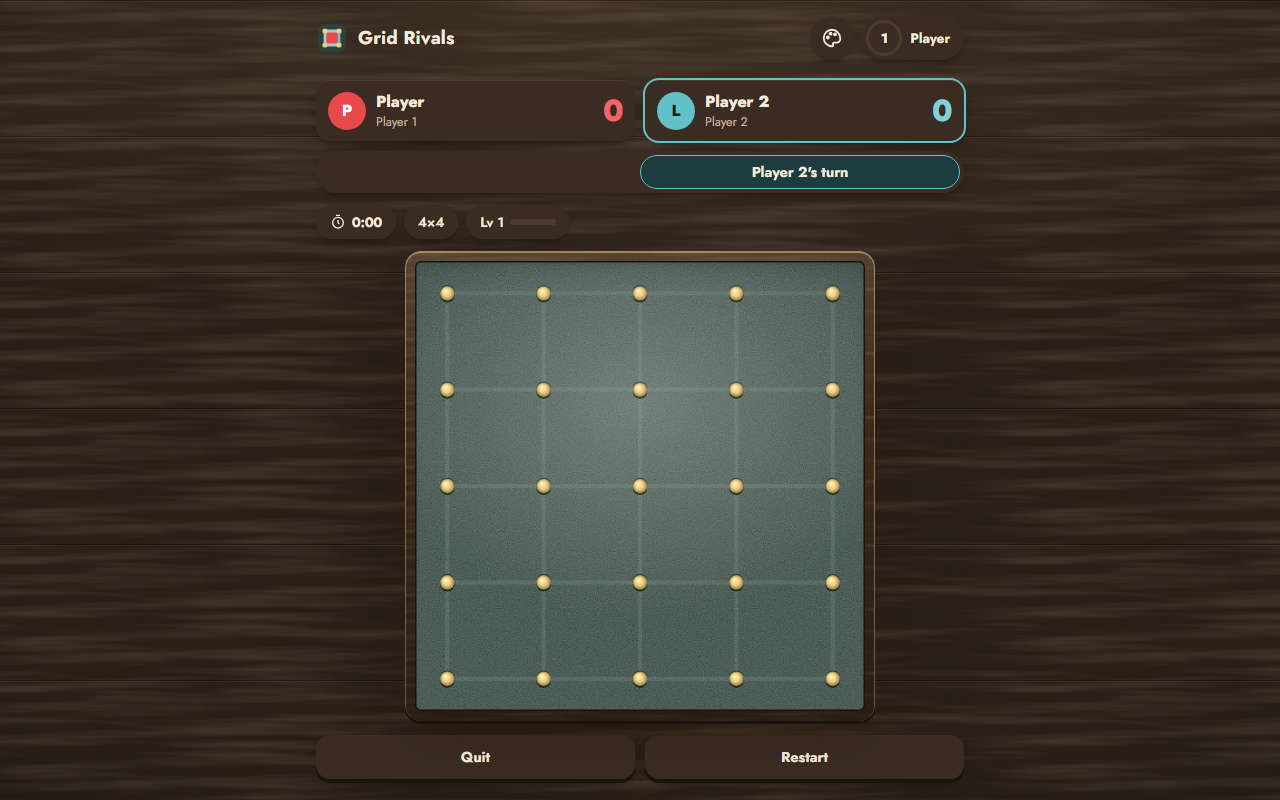 Grid Rivals
1 Player
P Player 0
Player 1
L Player 2 0
Player 2
Player 2's turn
0:00 4×4 Lv 1
Quit Restart